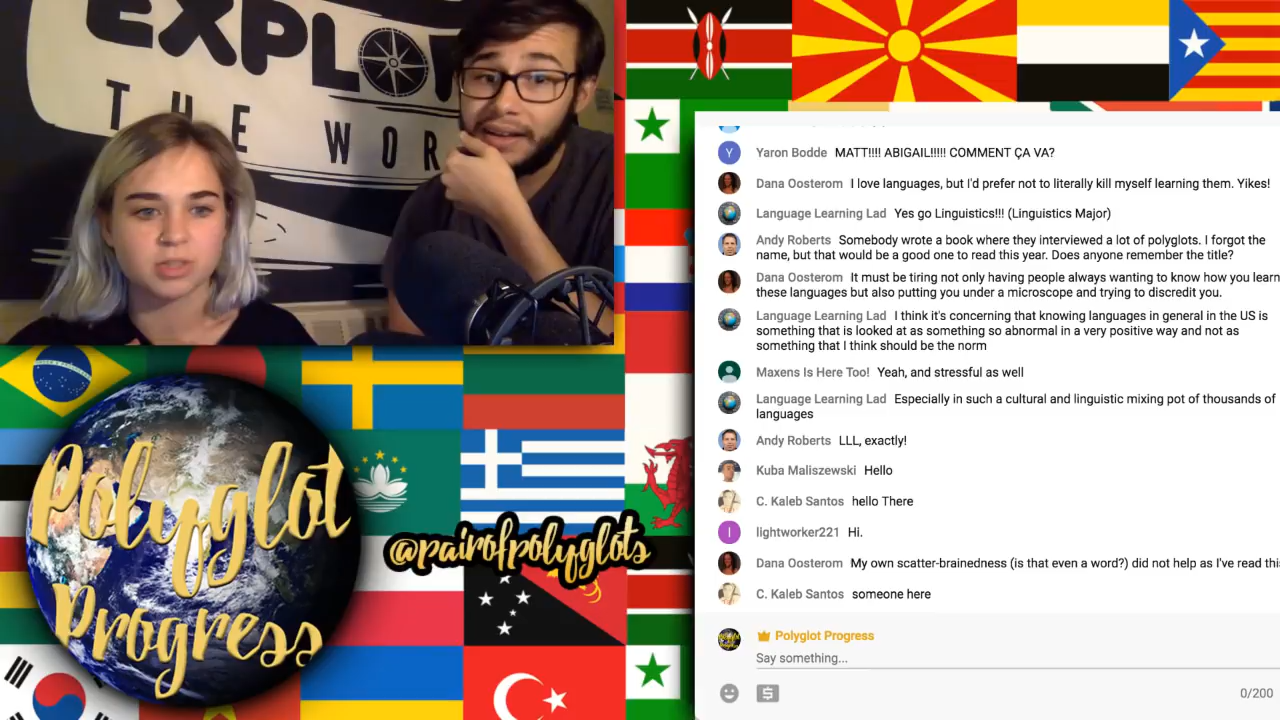 EXPLOR
THE WOR
Yaron Bodde MATT!!!! ABIGAIL!!!!! COMMENT ÇA VA?
Dana Oosterom I love languages, but I'd prefer not to literally kill myself learning them. Yikes!
Language Learning Lad Yes go Linguistics!!! (Linguistics Major)
Andy Roberts Somebody wrote a book where they interviewed a lot of polyglots. I forgot the
name, but that would be a good one to read this year. Does anyone remember the title?
Dana Oosterom It must be tiring not only having people always wanting to know how you learn
these languages but also putting you under a microscope and trying to discredit you.
Language Learning Lad I think it's concerning that knowing languages in general in the US is
something that is looked at as something so abnormal in a very positive way and not as
something that I think should be the norm
Maxens Is Here Too! Yeah, and stressful as well
Language Learning Lad Especially in such a cultural and linguistic mixing pot of thousands of
languages
Andy Roberts LLL, exactly!
Kuba Maliszewski Hello
C. Kaleb Santos hello There
lightworker221 Hi.
Dana Oosterom My own scatter-brainedness (is that even a word?) did not help as I've read this
C. Kaleb Santos someone here
Polyglot Progress
Say something...
0/200
Polyglot
Progress
@pairofpolyglots